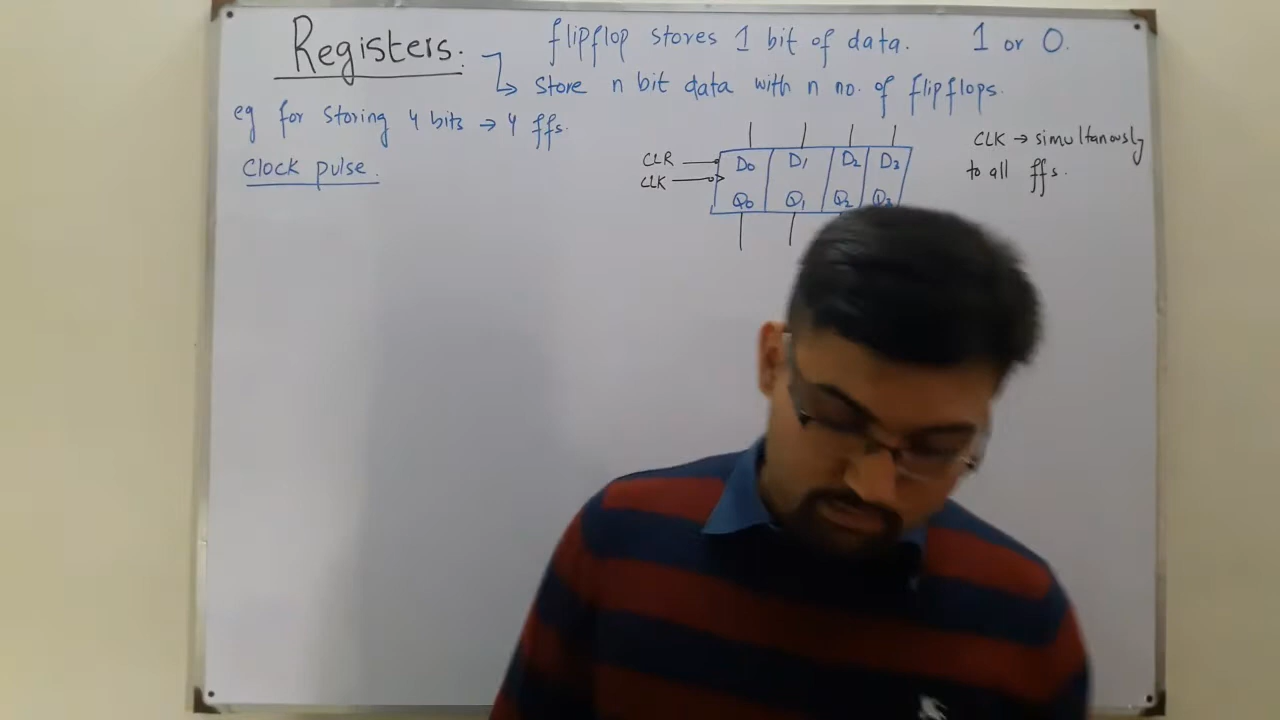 Registers.
flipflop stores 1 bit of data. 1 or 0.
↳ store n bit data with n no. of flipflops.
eg for storing 4 bits → 4 ffs.
Clock pulse.
CLR
CLK
D0 D1 D2 D3
Q0 Q1 Q2 Q3
CLK → simultanously
to all ffs.